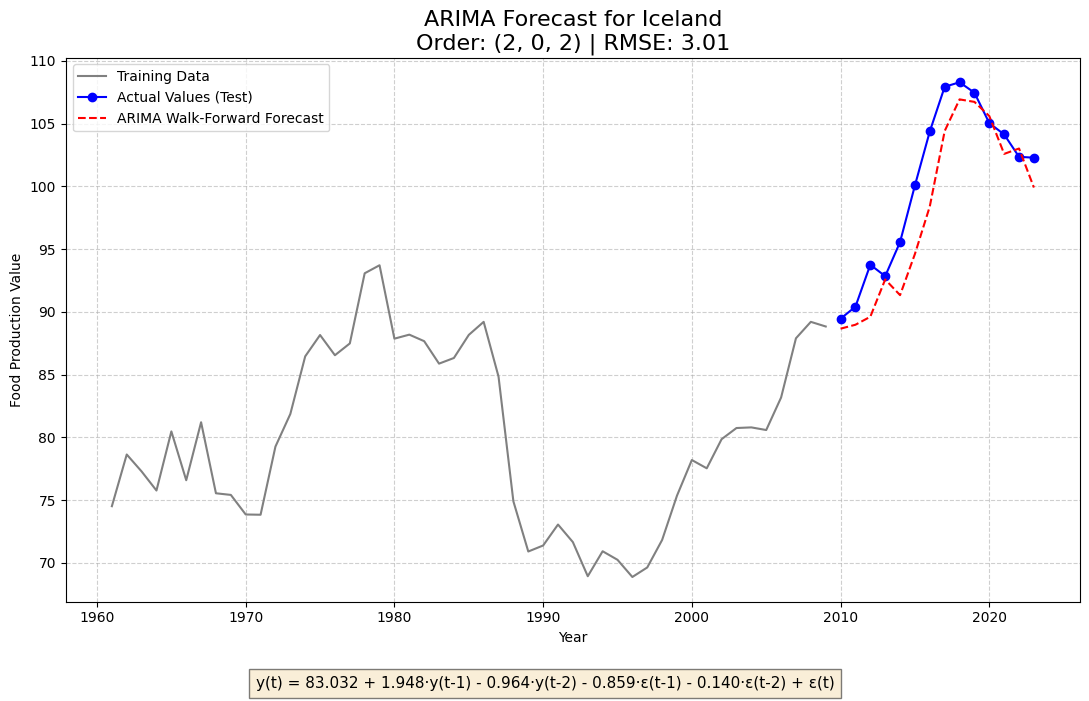 ARIMA Forecast for Iceland
Order: (2, 0, 2) | RMSE: 3.01
Training Data
Actual Values (Test)
ARIMA Walk-Forward Forecast
110
105
100
95
90
85
80
75
70
Food Production Value
1960 1970 1980 1990 2000 2010 2020
Year
y(t) = 83.032 + 1.948·y(t-1) - 0.964·y(t-2) - 0.859·ε(t-1) - 0.140·ε(t-2) + ε(t)